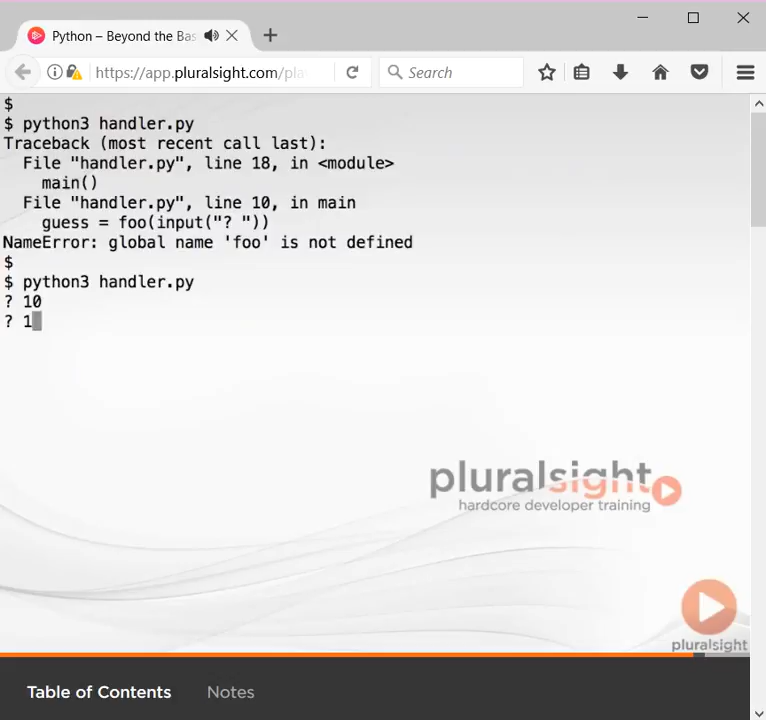 Python – Beyond the Bas
https://app.pluralsight.com/pla
Search
$
$ python3 handler.py
Traceback (most recent call last):
  File "handler.py", line 18, in <module>
    main()
  File "handler.py", line 10, in main
    guess = foo(input("? "))
NameError: global name 'foo' is not defined
$
$ python3 handler.py
? 10
? 1
pluralsight
hardcore developer training
pluralsight
Table of Contents
Notes